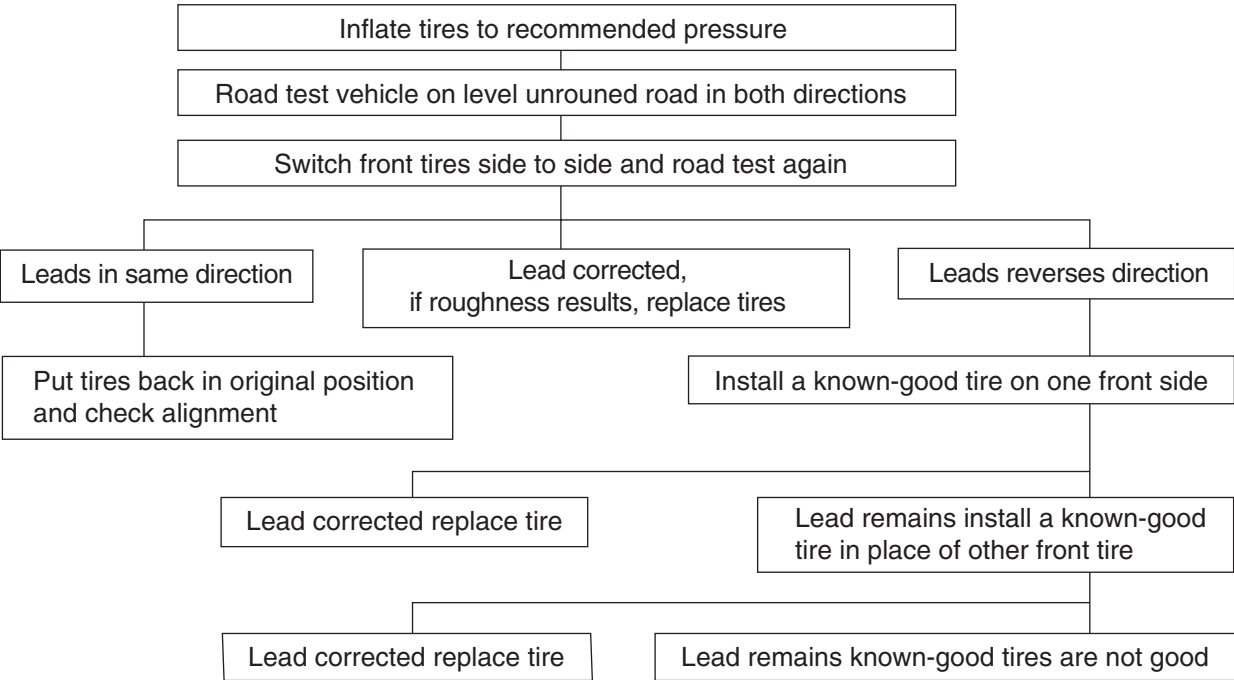 Inflate tires to recommended pressure
Road test vehicle on level unrouned road in both directions
Switch front tires side to side and road test again
Leads in same direction
Lead corrected,
if roughness results, replace tires
Leads reverses direction
Put tires back in original position
and check alignment
Install a known-good tire on one front side
Lead corrected replace tire
Lead remains install a known-good
tire in place of other front tire
Lead corrected replace tire
Lead remains known-good tires are not good